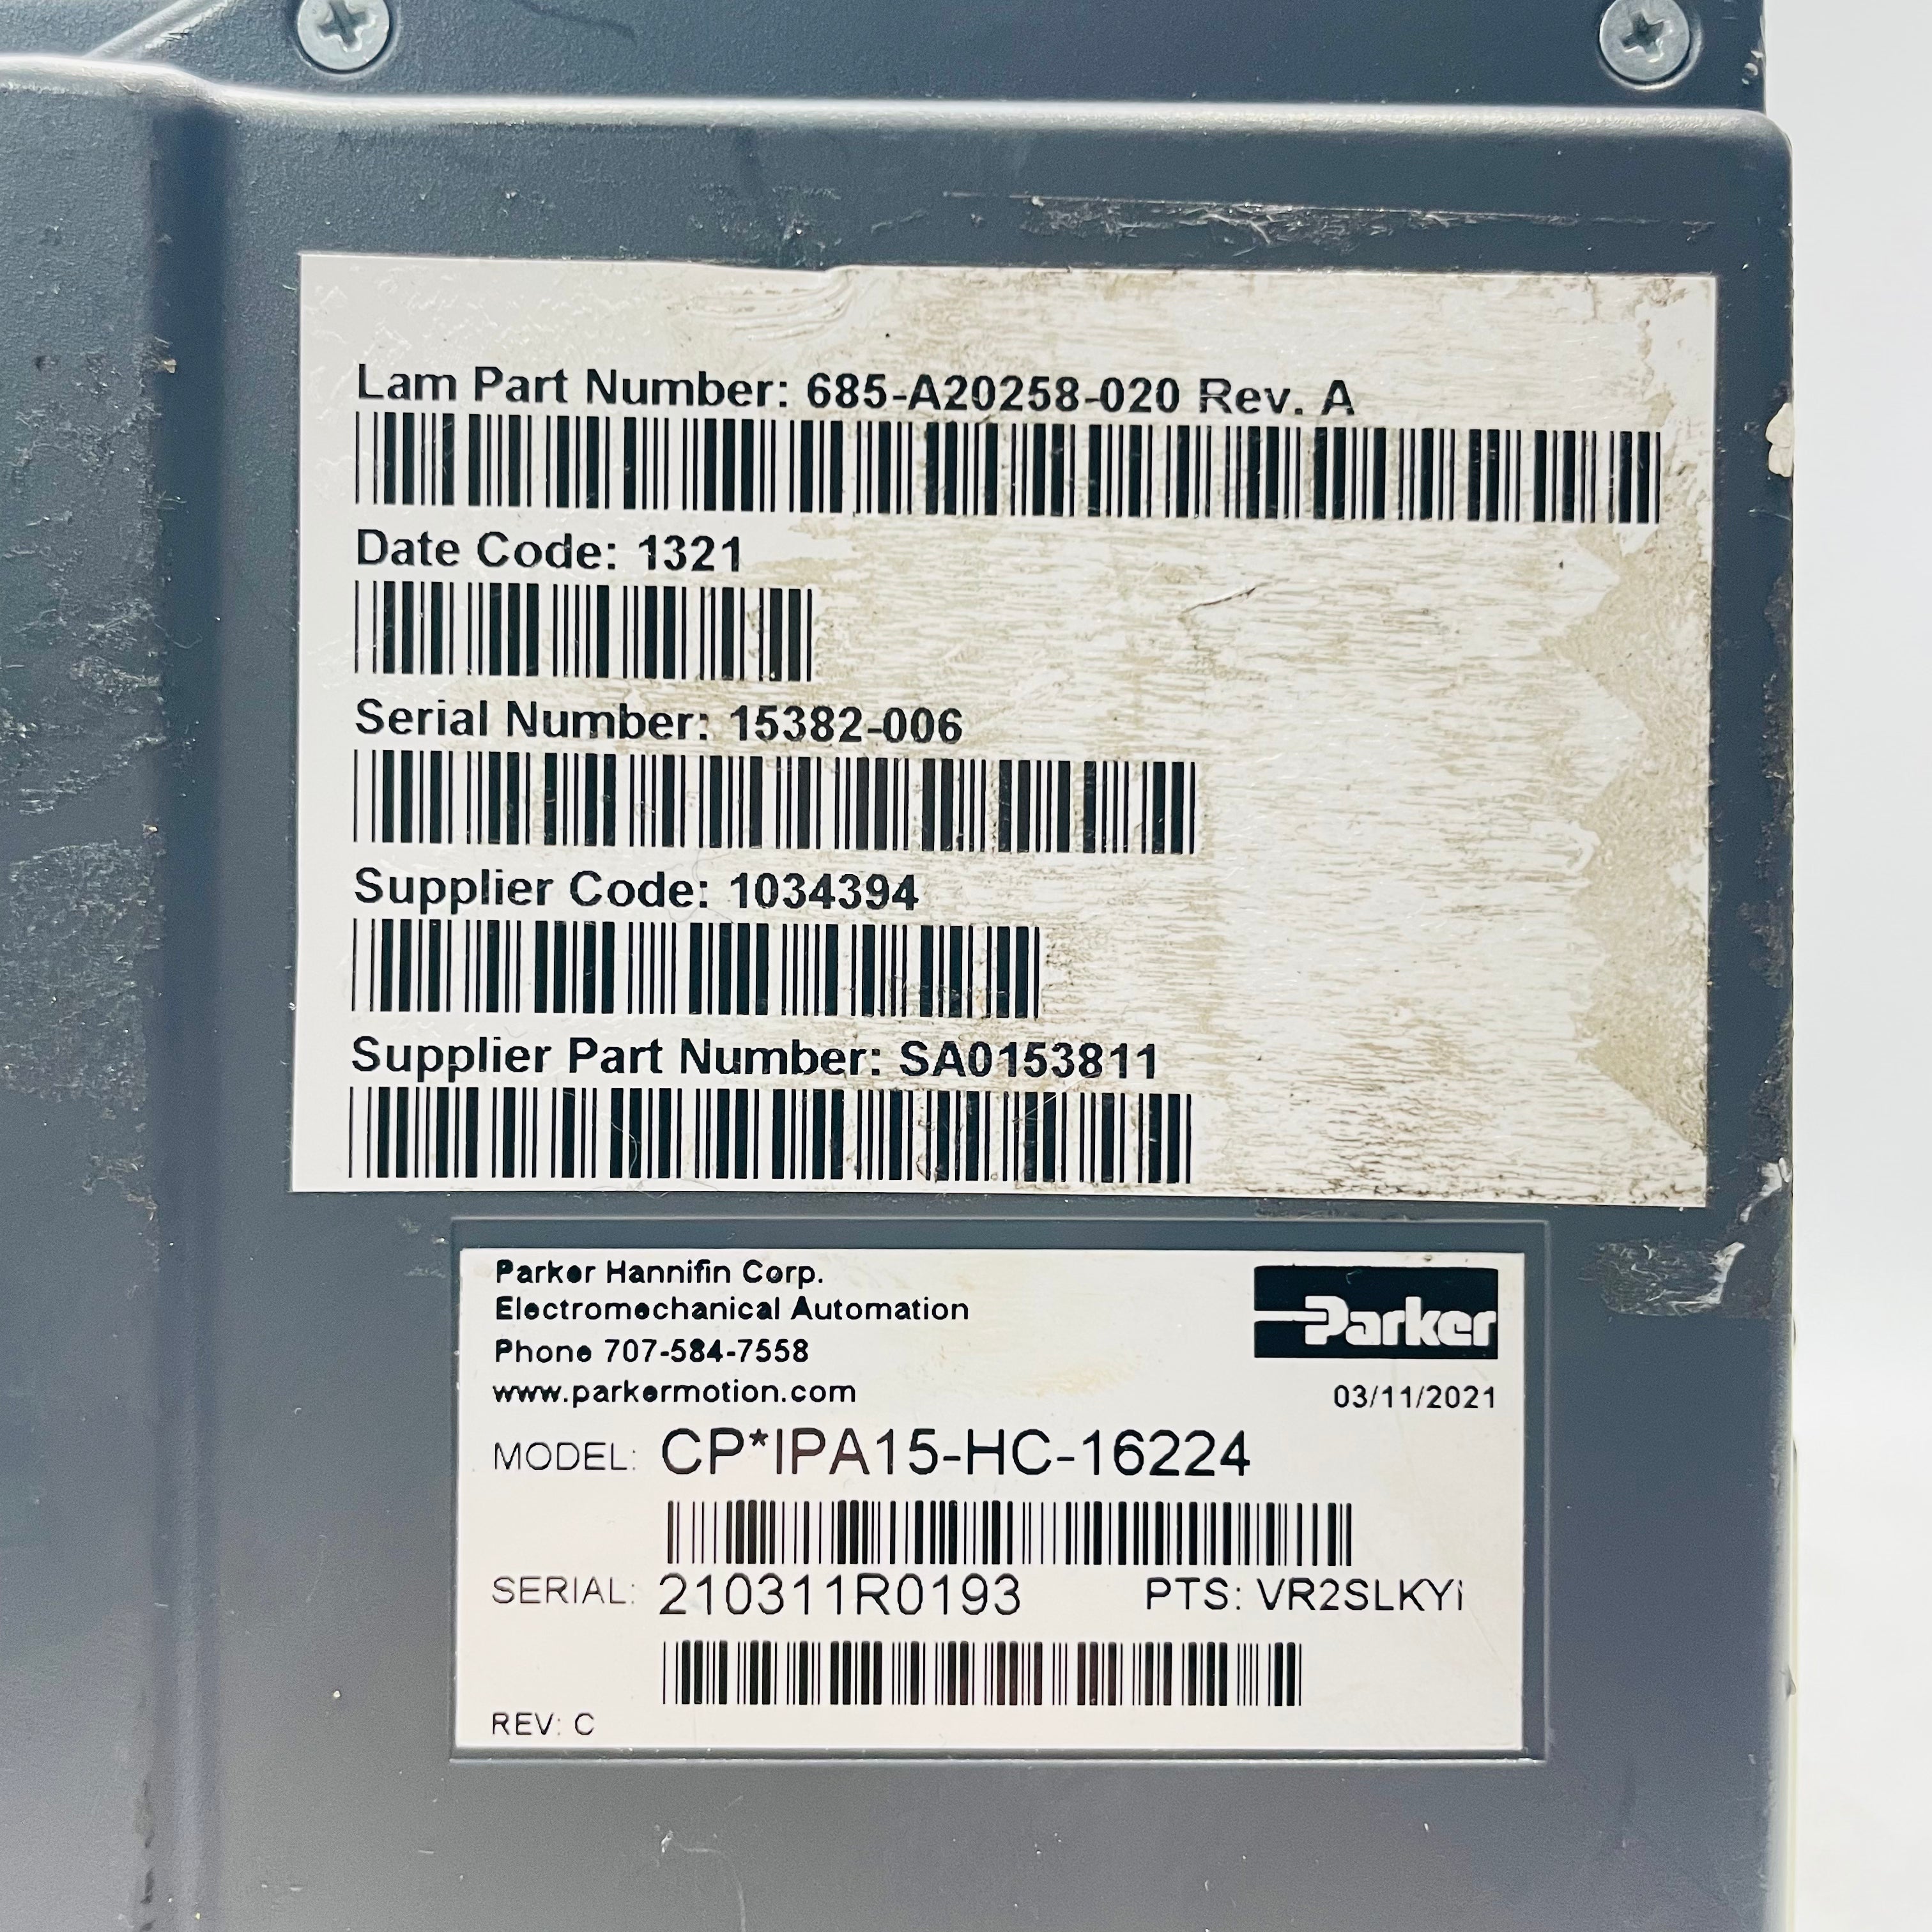 Lam Part Number: 685-A20258-020 Rev. A
Date Code: 1321
Serial Number: 15382-006
Supplier Code: 1034394
Supplier Part Number: SA0153811
Parker Hannifin Corp.
Electromechanical Automation
Phone 707-584-7558
www.parkermotion.com
Parker
03/11/2021
MODEL: CP*IPA15-HC-16224
SERIAL: 210311R0193 PTS: VR2SLKYi
REV: C